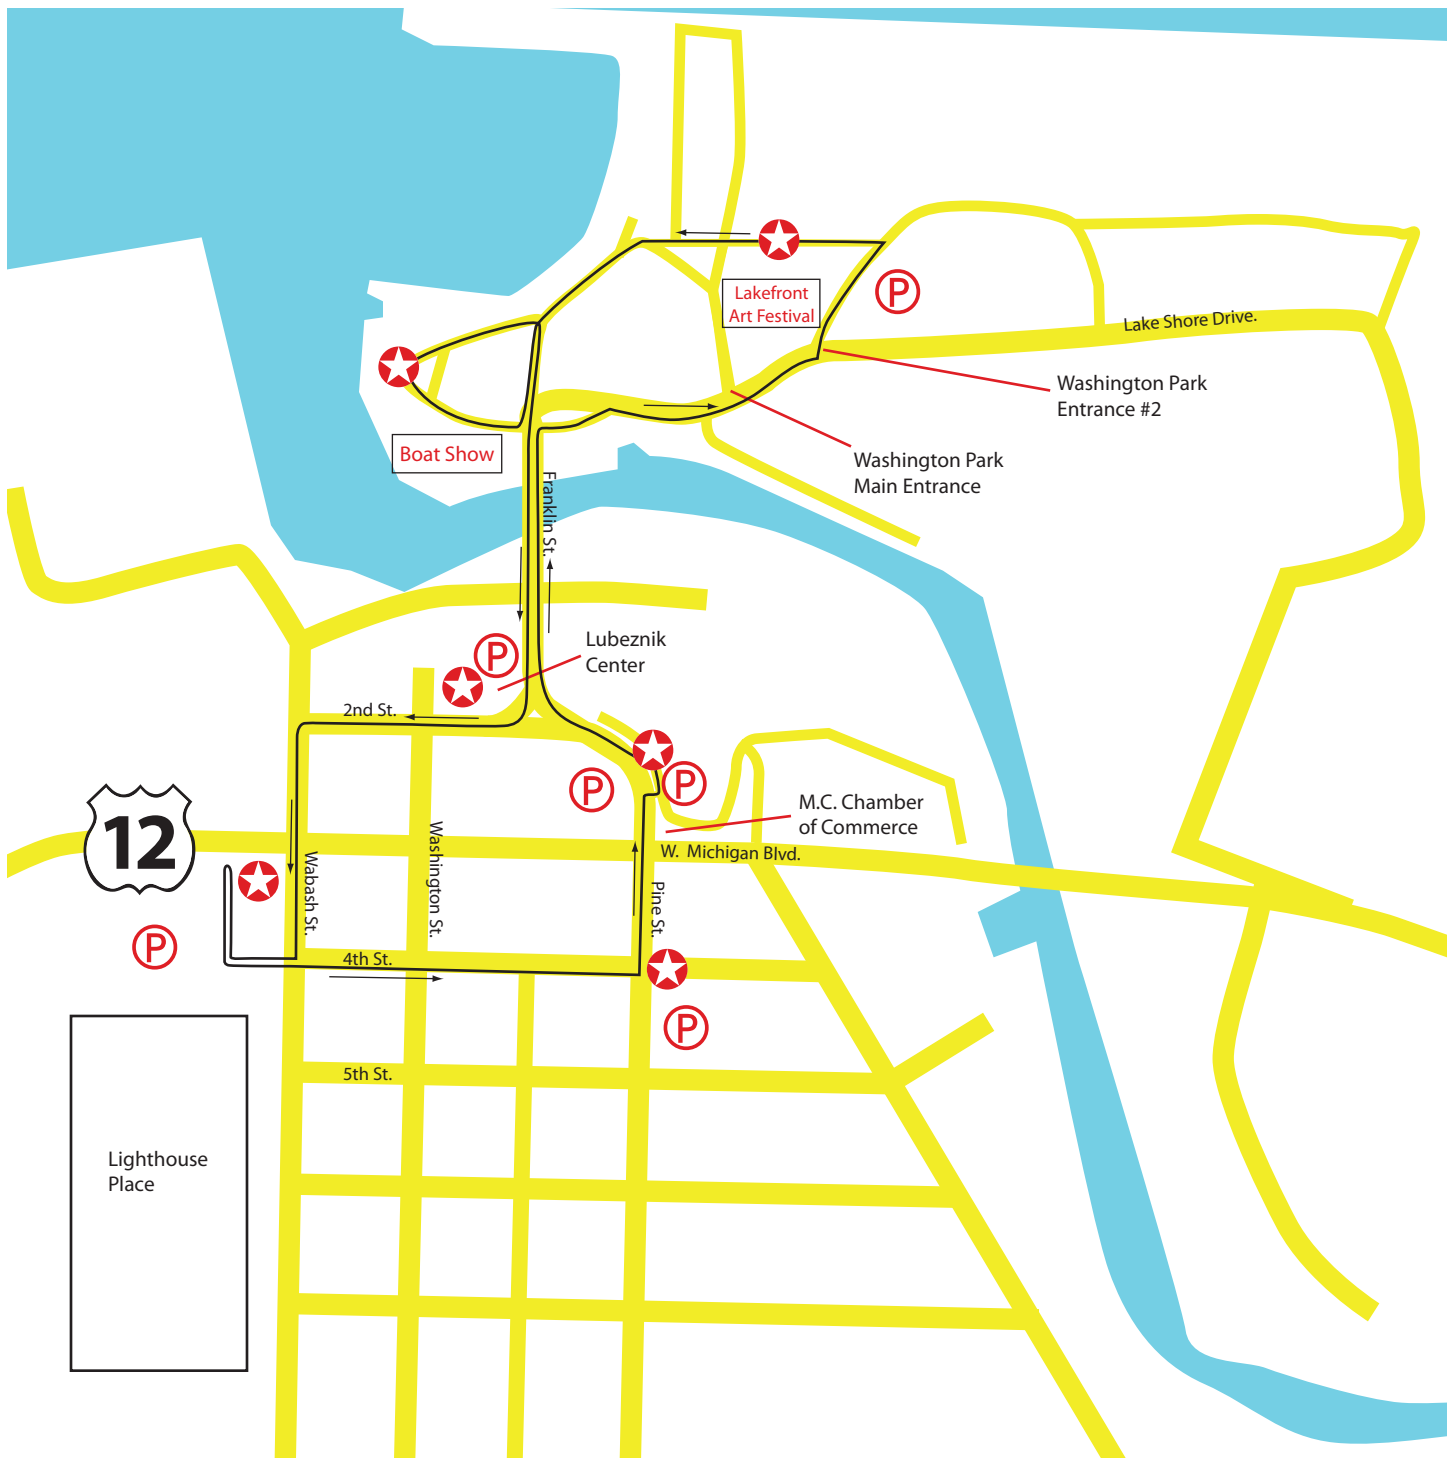 Lakefront
Art Festival
P
Lake Shore Drive.
Washington Park
Entrance #2
Boat Show
Washington Park
Main Entrance
Franklin St.
P
Lubeznik
Center
2nd St.
P
P
M.C. Chamber
of Commerce
12
W. Michigan Blvd.
Wabash St.
Washington St.
Pine St.
P
4th St.
P
5th St.
Lighthouse
Place